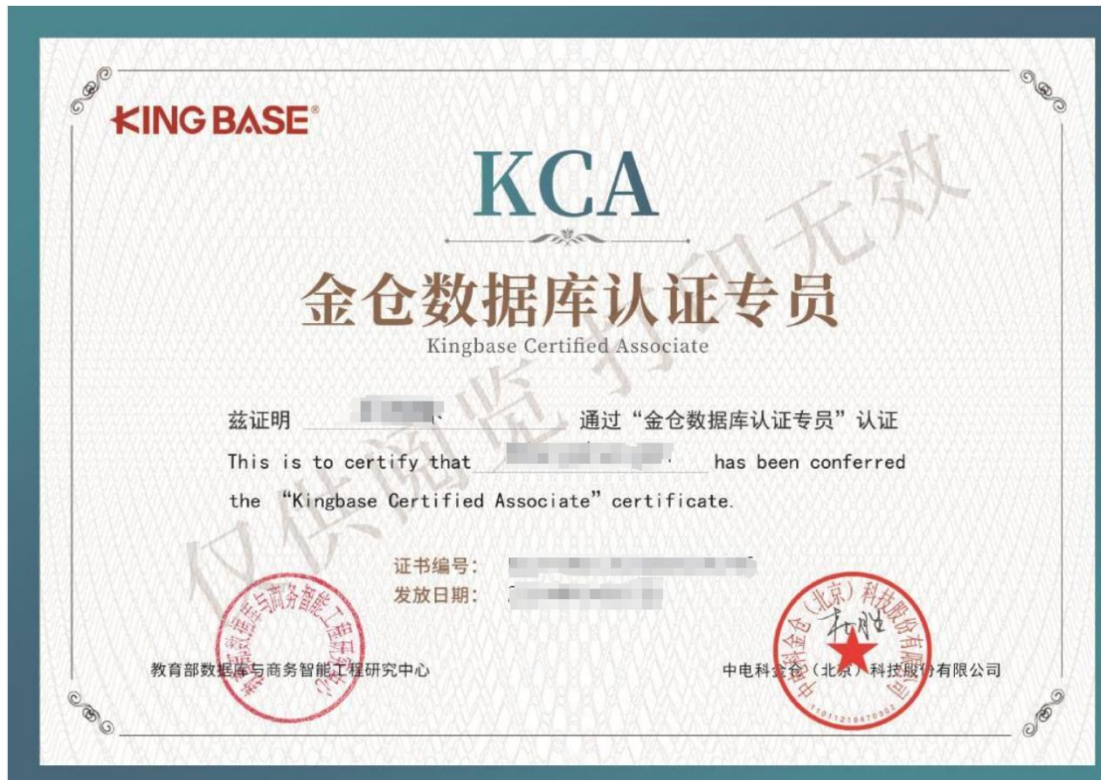 KINGBASE®
KCA
金仓数据库认证专员
Kingbase Certified Associate
仅供阅览 打印无效
兹证明 通过“金仓数据库认证专员”认证
This is to certify that has been conferred
the “Kingbase Certified Associate” certificate.
证书编号：
发放日期：
教育部数据库与商务智能工程研究中心
中电科金仓（北京）科技股份有限公司